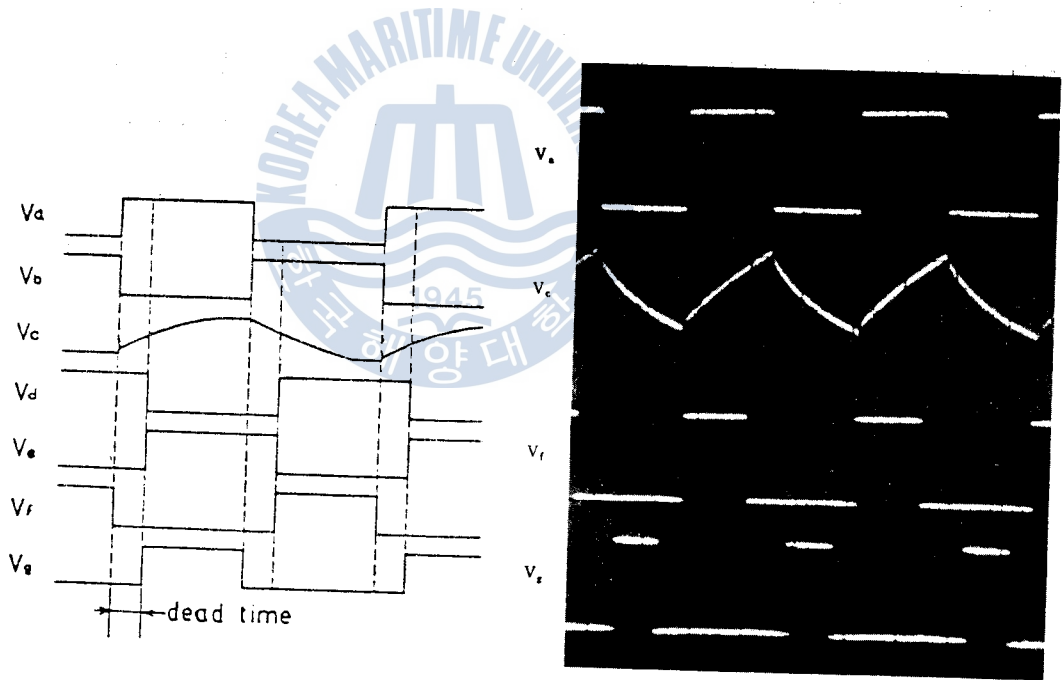 KOREA MARITIME UNIVE
1945
한국해양대학
Va
Vb
Vc
Vd
Ve
Vf
Vg
dead time
Va
Vc
Vf
Vg